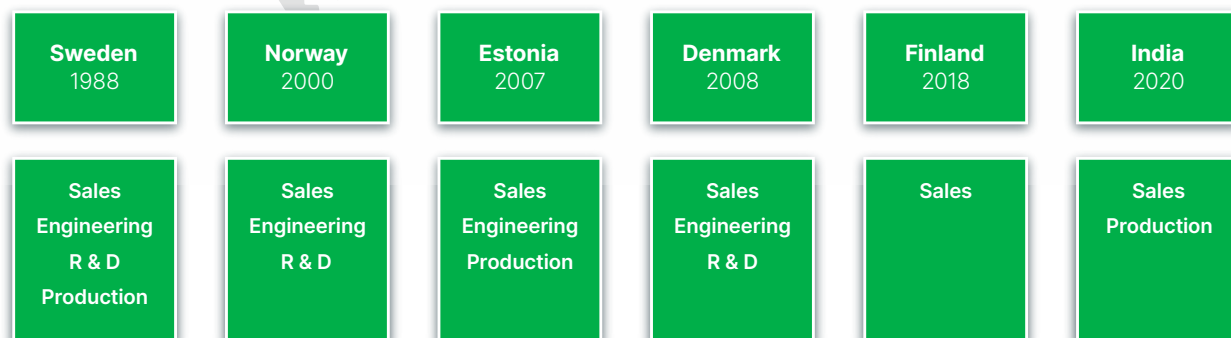 Sweden
1988
Norway
2000
Estonia
2007
Denmark
2008
Finland
2018
India
2020
Sales
Engineering
R & D
Production
Sales
Engineering
R & D
Sales
Engineering
Production
Sales
Engineering
R & D
Sales
Sales
Production